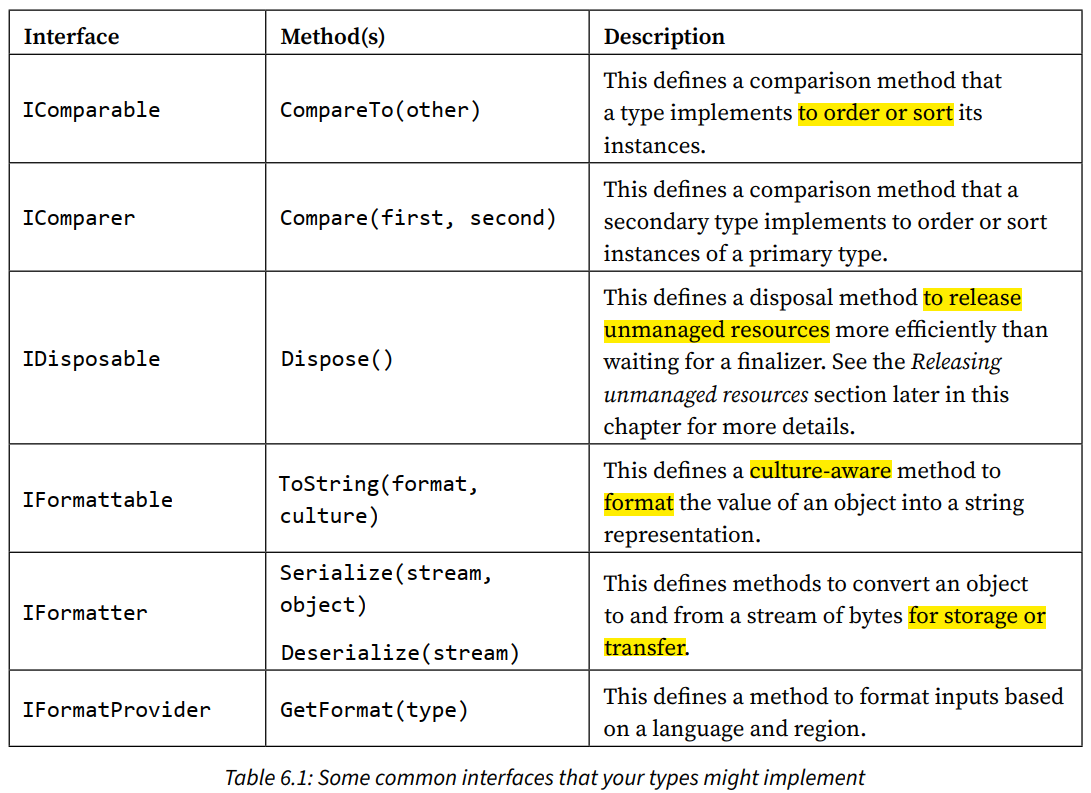 Interface Method(s) Description
IComparable CompareTo(other) This defines a comparison method that
a type implements to order or sort its
instances.
IComparer Compare(first, second) This defines a comparison method that a
secondary type implements to order or sort
instances of a primary type.
IDisposable Dispose() This defines a disposal method to release
unmanaged resources more efficiently than
waiting for a finalizer. See the Releasing
unmanaged resources section later in this
chapter for more details.
IFormattable ToString(format,
culture) This defines a culture-aware method to
format the value of an object into a string
representation.
IFormatter Serialize(stream,
object)
Deserialize(stream) This defines methods to convert an object
to and from a stream of bytes for storage or
transfer.
IFormatProvider GetFormat(type) This defines a method to format inputs based
on a language and region.
Table 6.1: Some common interfaces that your types might implement